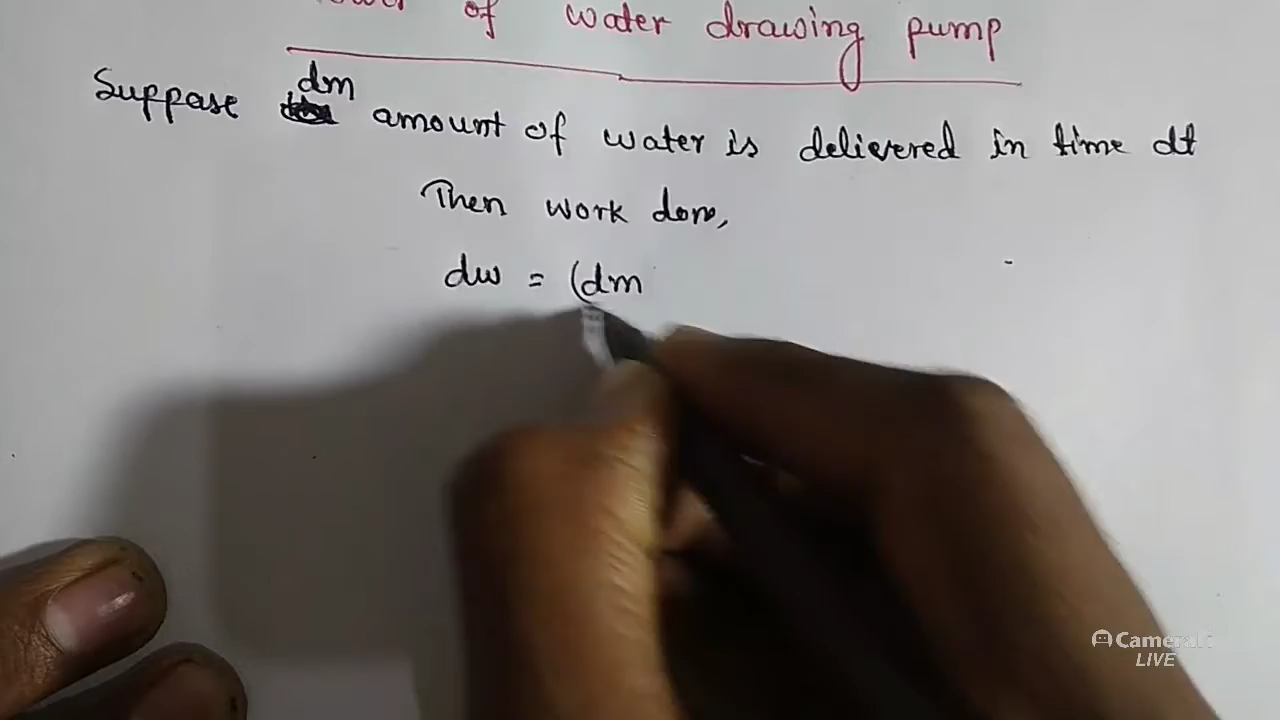 of water drawing pump
Suppase dm amount of water is delivered in time dt
Then work done,
dw = (dm
CameraFi
LIVE